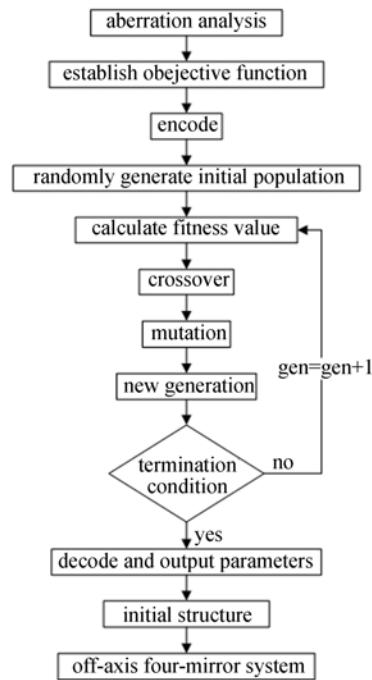 aberration analysis
establish obejective function
encode
randomly generate initial population
calculate fitness value
crossover
mutation
gen=gen+1
new generation
termination
condition
no
yes
decode and output parameters
initial structure
off-axis four-mirror system